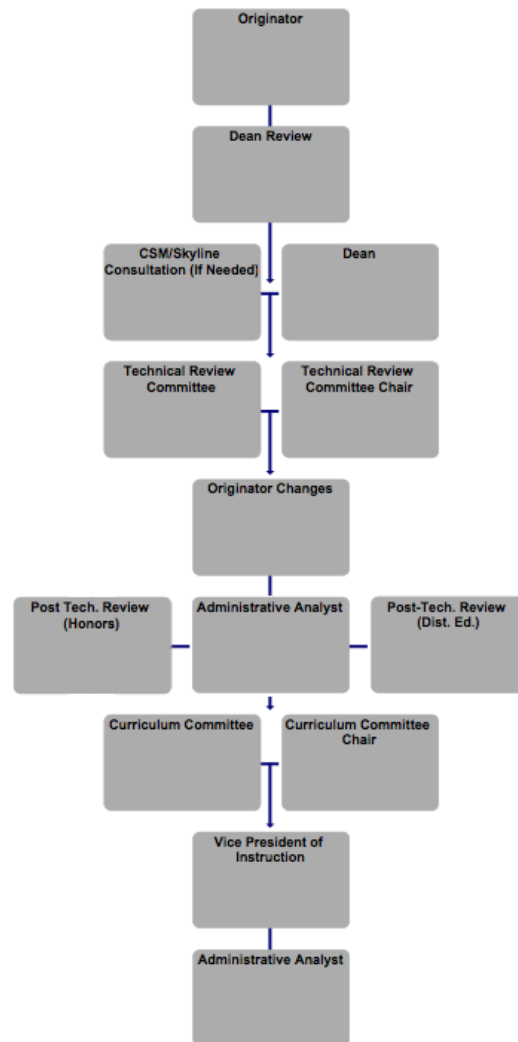 Originator
Dean Review
CSM/Skyline
Consultation (If Needed)
Dean
Technical Review
Committee
Technical Review
Committee Chair
Originator Changes
Post Tech. Review
(Honors)
Administrative Analyst
Post-Tech. Review
(Dist. Ed.)
Curriculum Committee
Curriculum Committee
Chair
Vice President of
Instruction
Administrative Analyst